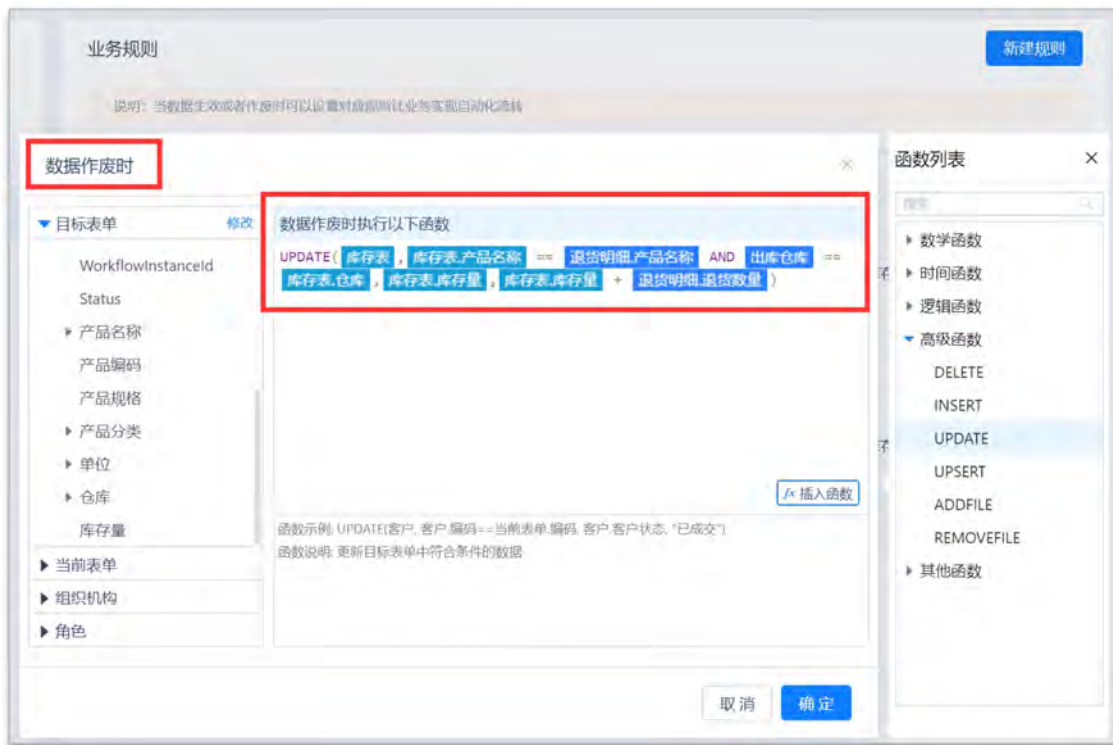 业务规则
新建规则
说明：当数据生效或者作废时可以设置对应规则让业务实现自动化流转
数据作废时
目标表单 修改
WorkflowInstanceId
Status
产品名称
产品编码
产品规格
产品分类
单位
仓库
库存量
当前表单
组织机构
角色
数据作废时执行以下函数
UPDATE( 库存表 , 库存表.产品名称 == 退货明细.产品名称 AND 出库仓库 ==
库存表.仓库 , 库存表.库存量 , 库存表.库存量 + 退货明细.退货数量 )
fx 插入函数
函数示例: UPDATE(客户, 客户.编码==当前表单.编码, 客户.客户状态, "已成交")
函数说明: 更新目标表单中符合条件的数据
取消
确定
函数列表
搜索
数学函数
时间函数
逻辑函数
高级函数
DELETE
INSERT
UPDATE
UPSERT
ADDFILE
REMOVEFILE
其他函数